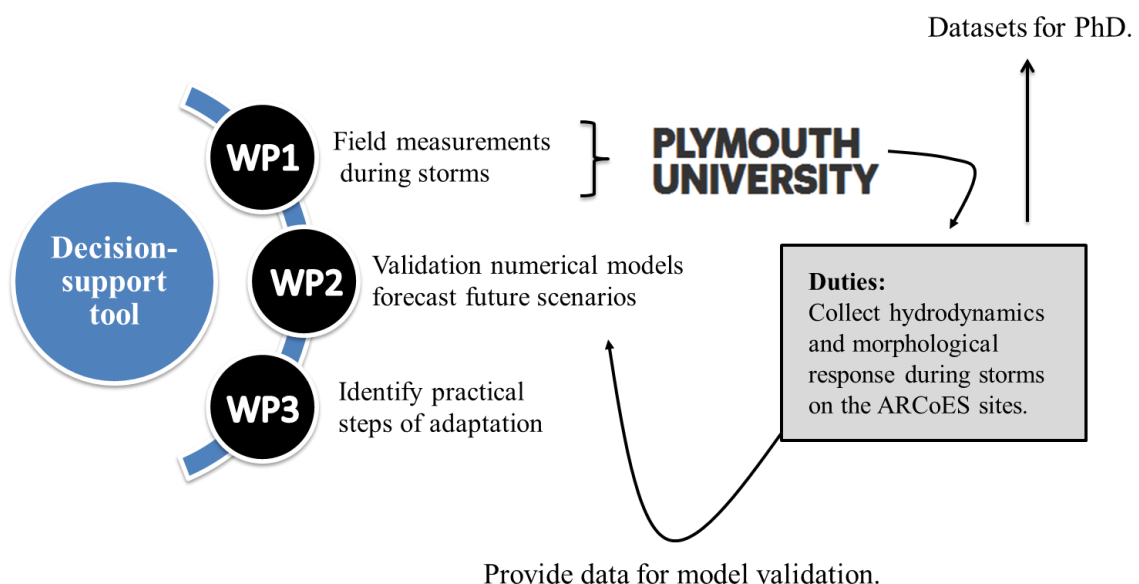 Datasets for PhD.
Decision-
support
tool
WP1
Field measurements
during storms
PLYMOUTH
UNIVERSITY
WP2
Validation numerical models
forecast future scenarios
WP3
Identify practical
steps of adaptation
Duties:
Collect hydrodynamics
and morphological
response during storms
on the ARCoES sites.
Provide data for model validation.